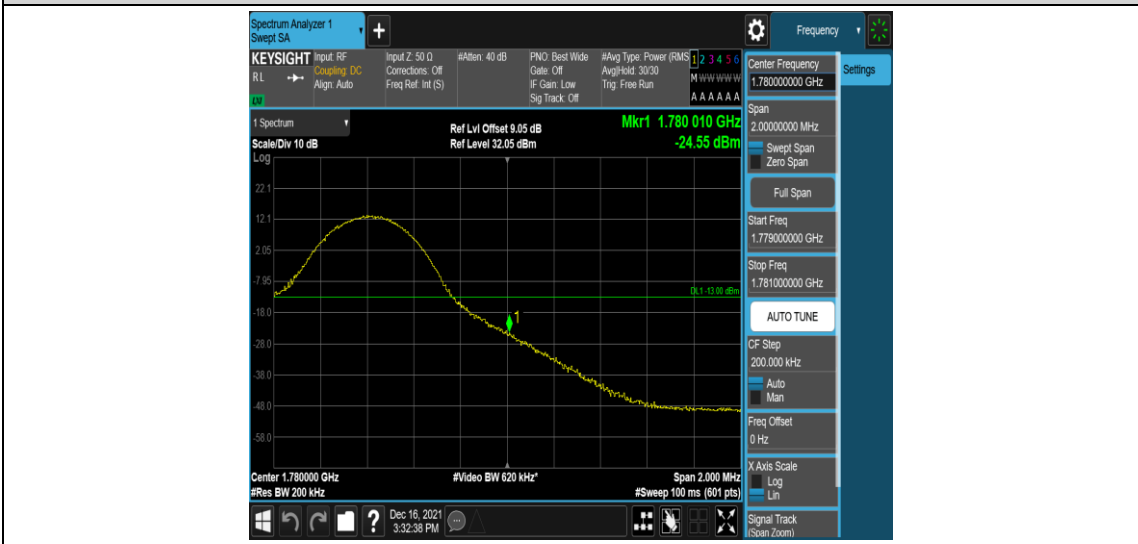 Spectrum Analyzer 1
Swept SA
+
Frequency
KEYSIGHT
RL
LXI
Input: RF
Coupling: DC
Align: Auto
Input Z: 50 Ω
Corrections: Off
Freq Ref: Int (S)
#Atten: 40 dB
PNO: Best Wide
Gate: Off
IF Gain: Low
Sig Track: Off
#Avg Type: Power (RMS
Avg|Hold: 30/30
Trig: Free Run
1 2 3 4 5 6
M W W W W W
A A A A A A
1 Spectrum
Scale/Div 10 dB
Log
Ref Lvl Offset 9.05 dB
Ref Level 32.05 dBm
Mkr1 1.780 010 GHz
-24.55 dBm
22.1
12.1
2.05
-7.95
-18.0
-28.0
-38.0
-48.0
-58.0
DL1 -13.00 dBm
1
Center 1.780000 GHz
#Res BW 200 kHz
#Video BW 620 kHz*
Span 2.000 MHz
#Sweep 100 ms (601 pts)
Center Frequency
1.780000000 GHz
Settings
Span
2.00000000 MHz
Swept Span
Zero Span
Full Span
Start Freq
1.779000000 GHz
Stop Freq
1.781000000 GHz
AUTO TUNE
CF Step
200.000 kHz
Auto
Man
Freq Offset
0 Hz
X Axis Scale
Log
Lin
Signal Track
(Span Zoom)
?
Dec 16, 2021
3:32:38 PM